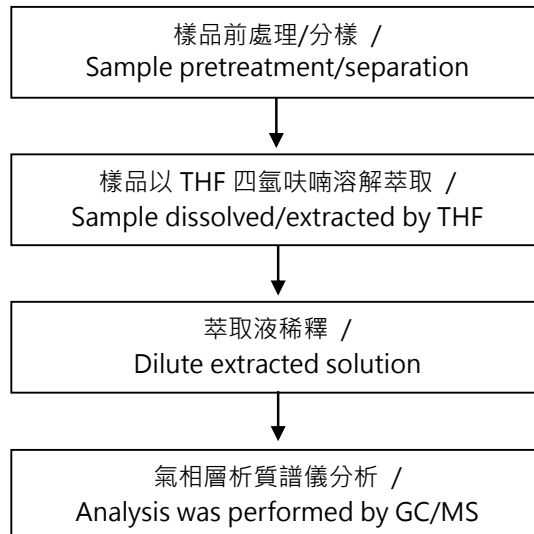 樣品前處理/分樣 /
Sample pretreatment/separation
樣品以 THF 四氫呋喃溶解萃取 /
Sample dissolved/extracted by THF
萃取液稀釋 /
Dilute extracted solution
氣相層析質譜儀分析 /
Analysis was performed by GC/MS